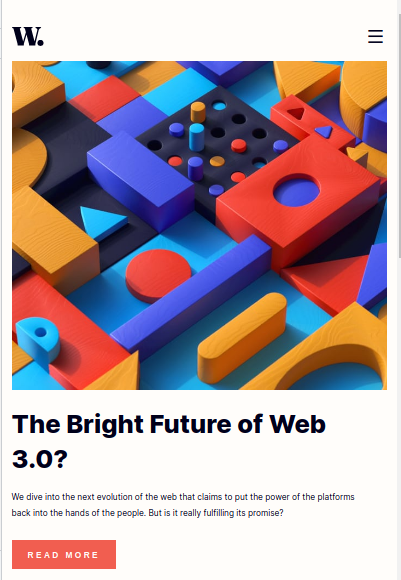 W.
The Bright Future of Web
3.0?
We dive into the next evolution of the web that claims to put the power of the platforms
back into the hands of the people. But is it really fulfilling its promise?
READ MORE